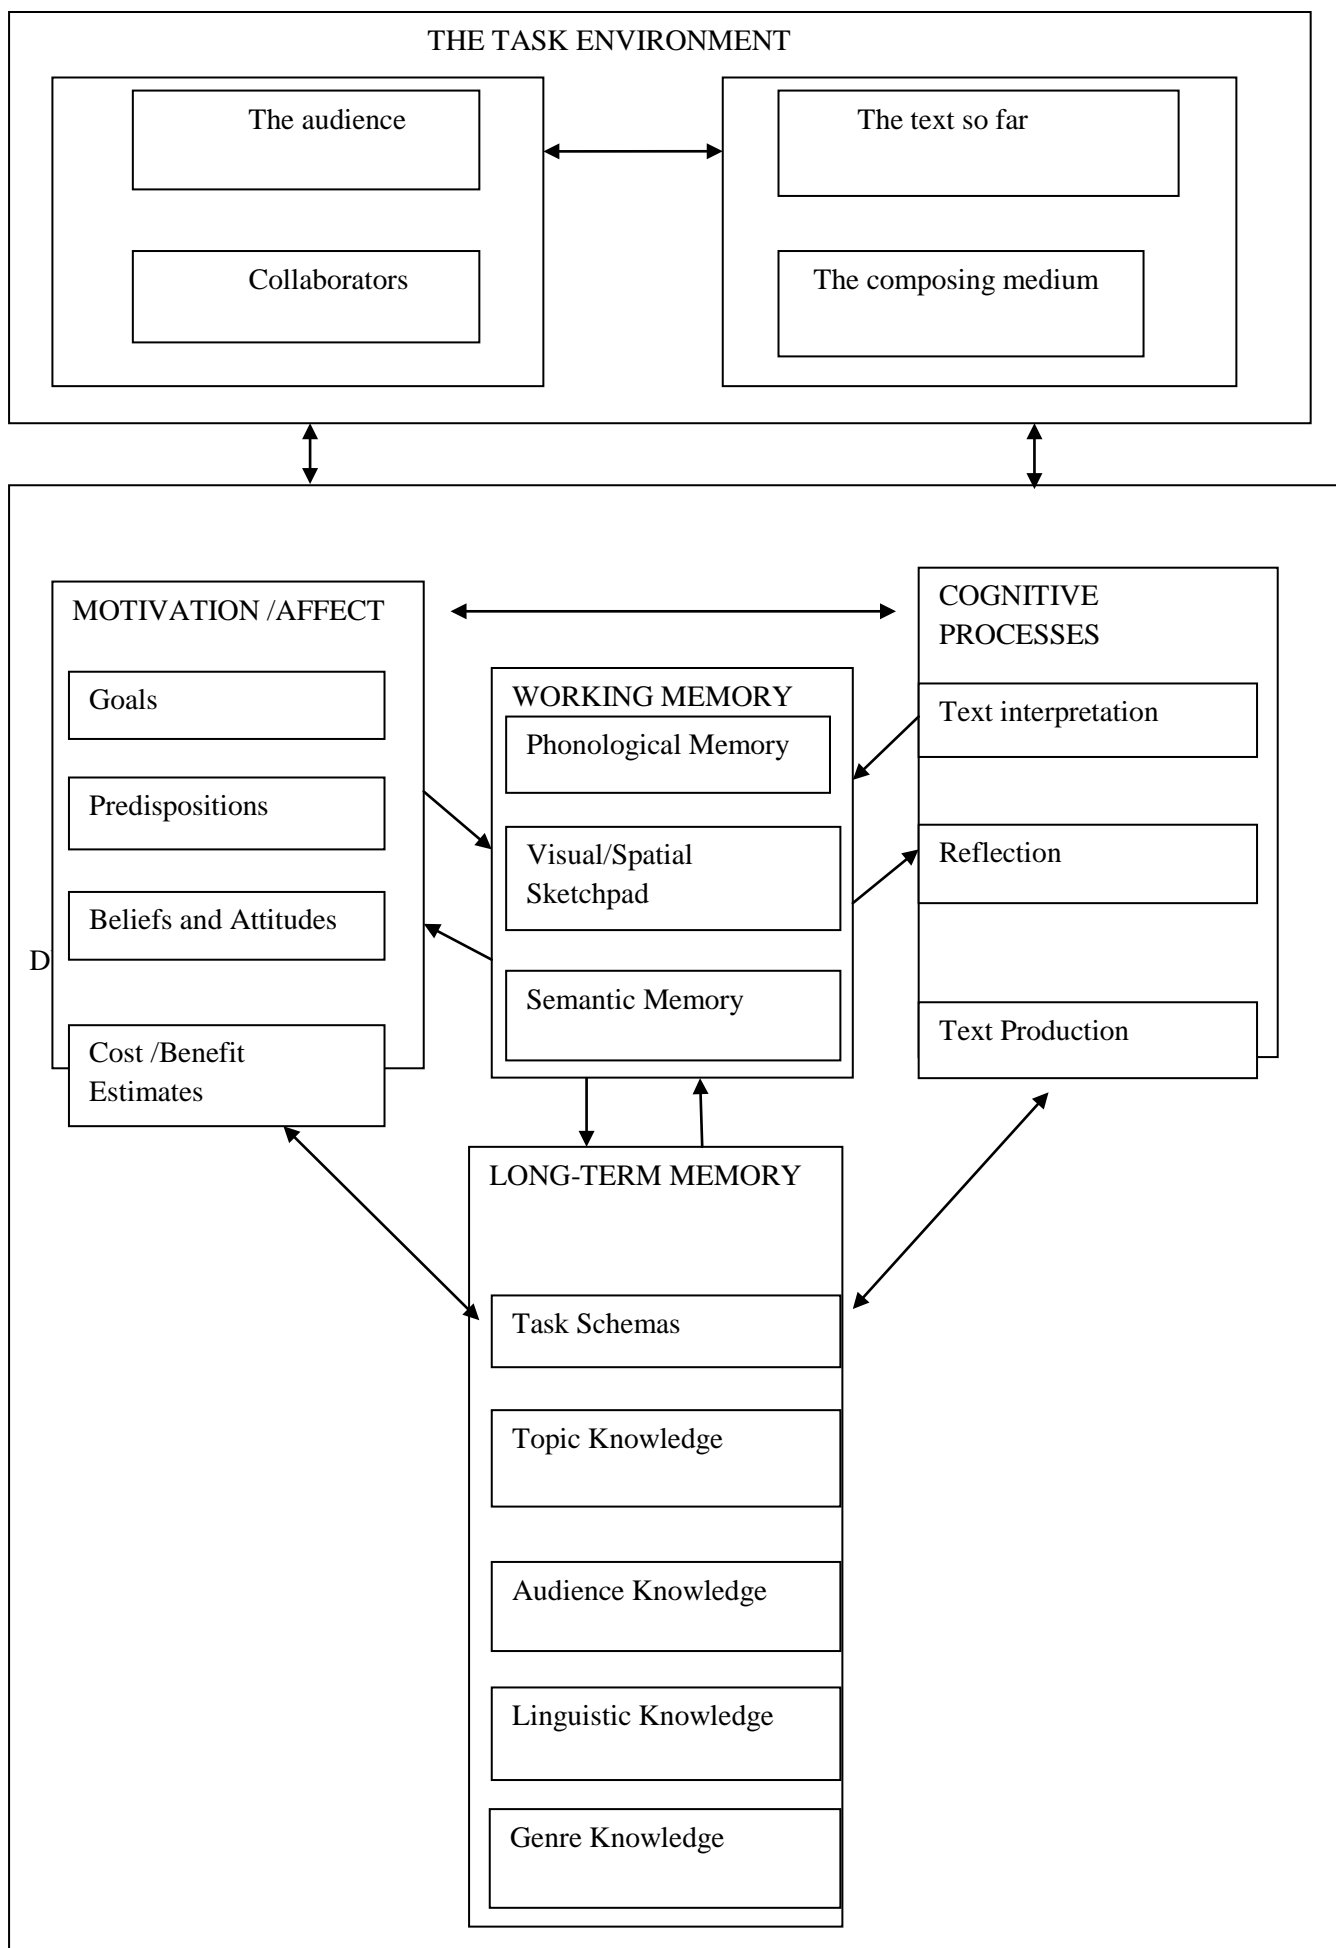 THE TASK ENVIRONMENT
The audience
Collaborators
The text so far
The composing medium
MOTIVATION /AFFECT
Goals
Predispositions
Beliefs and Attitudes
D
Cost /Benefit
Estimates
WORKING MEMORY
Phonological Memory
Visual/Spatial
Sketchpad
Semantic Memory
COGNITIVE
PROCESSES
Text interpretation
Reflection
Text Production
LONG-TERM MEMORY
Task Schemas
Topic Knowledge
Audience Knowledge
Linguistic Knowledge
Genre Knowledge